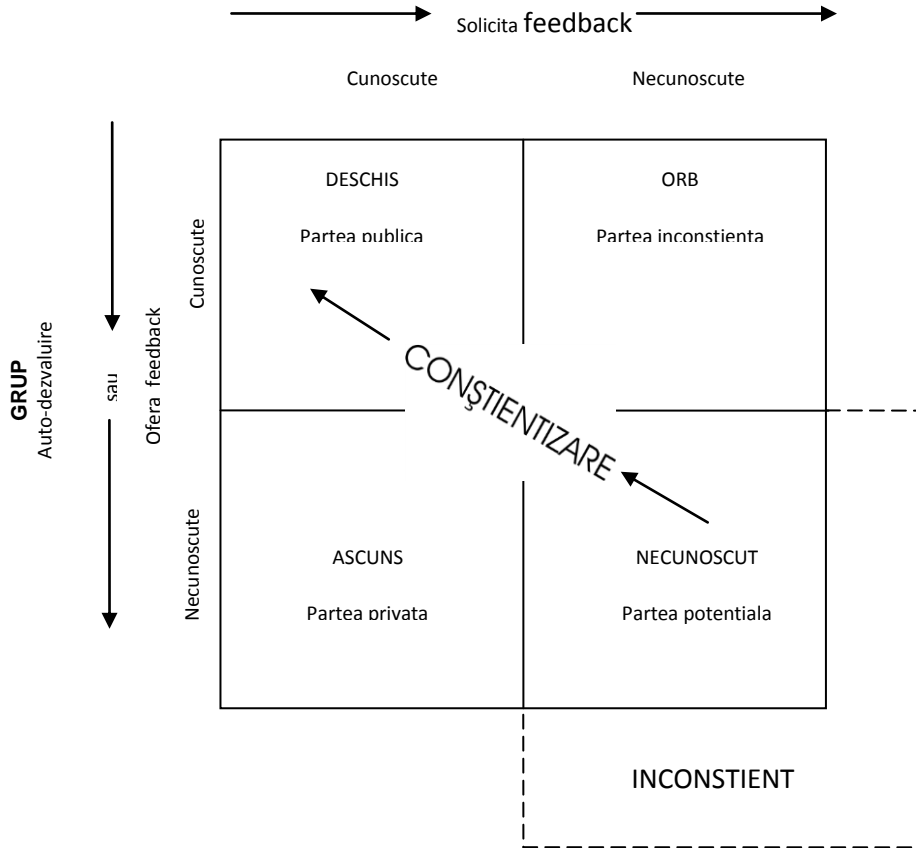 Solicita feedback
Cunoscute
Necunoscute
DESCHIS
Partea publica
ORB
Partea inconstienta
GRUP
Auto-dezvaluire
sau
Ofera feedback
Cunoscute
CONŞTIENTIZARE
Necunoscute
ASCUNS
Partea privata
NECUNOSCUT
Partea potentiala
INCONSTIENT